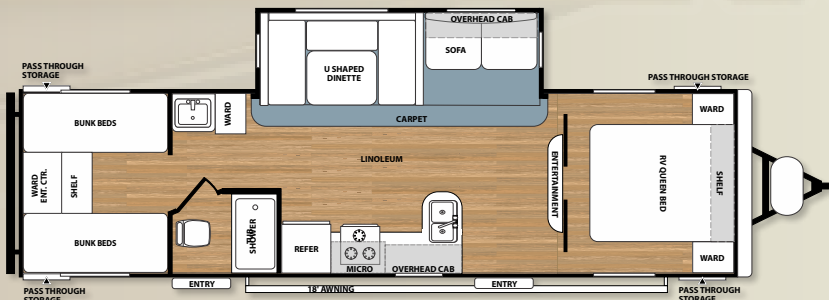 OVERHEAD CAB
SOFA
U SHAPED
DINETTE
PASS THROUGH
STORAGE
PASS THROUGH STORAGE
BUNK BEDS
WARD
CARPET
WARD
LINOLEUM
WARD
ENT. CTR.
SHELF
ENTERTAINMENT
RV QUEEN BED
SHELF
BUNK BEDS
TUB
SHOWER
REFER
MICRO
OVERHEAD CAB
WARD
ENTRY
18' AWNING
ENTRY
PASS THROUGH
STORAGE
PASS THROUGH
STORAGE